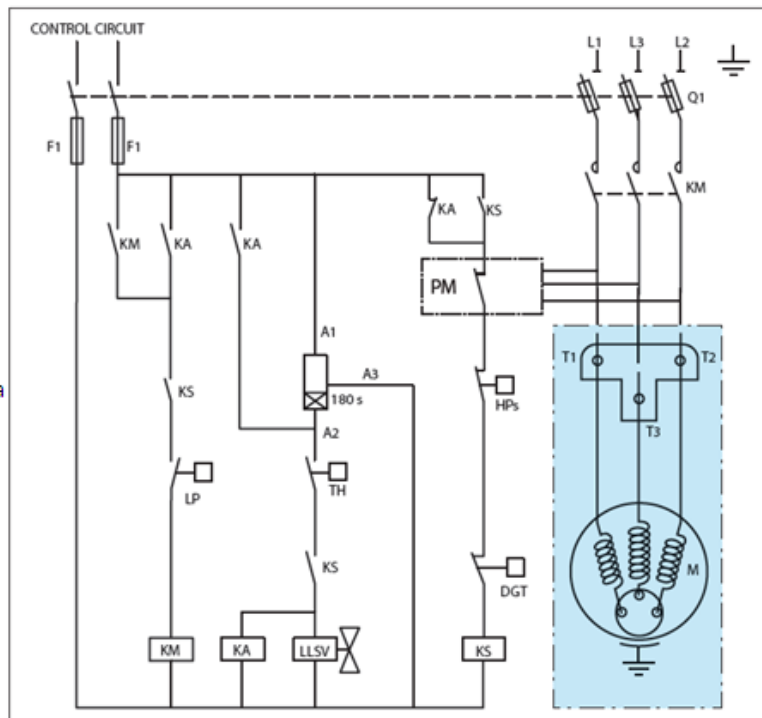 CONTROL CIRCUIT
L1 L3 L2
Q1
F1 F1
KM
KA KS
KM KA KA
PM
A1
T1 T2
A3
KS
180 s
HPs
a
A2
T3
LP TH
KS
M
DGT
KM KA LLSV KS